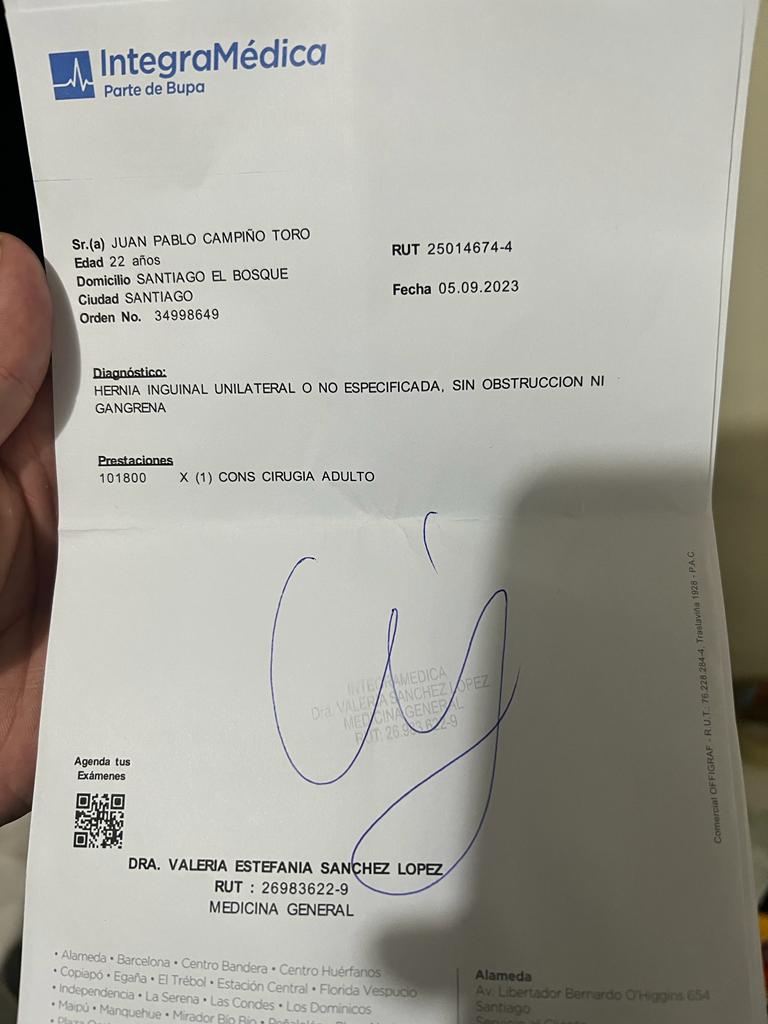 IntegraMédica
Parte de Bupa
Sr.(a) JUAN PABLO CAMPIÑO TORO
Edad 22 años
Domicilio SANTIAGO EL BOSQUE
Ciudad SANTIAGO
Orden No. 34998649
RUT 25014674-4
Fecha 05.09.2023
Diagnóstico:
HERNIA INGUINAL UNILATERAL O NO ESPECIFICADA, SIN OBSTRUCCION NI
GANGRENA
Prestaciones
101800 X (1) CONS CIRUGIA ADULTO
INTEGRAMEDICA
Dra. VALERIA SANCHEZ LOPEZ
MEDICINA GENERAL
RUT: 26.983.622-9
Comercial OFFIGRAF - R.U.T.: 76.228.284-4, Traslaviña 1928 - P.A.C.
Agenda tus
Exámenes
DRA. VALERIA ESTEFANIA SANCHEZ LOPEZ
RUT : 26983622-9
MEDICINA GENERAL
• Alameda • Barcelona • Centro Bandera • Centro Huérfanos
• Copiapó • Egaña • El Trébol • Estación Central • Florida Vespucio
• Independencia • La Serena • Las Condes • Los Dominicos
• Maipú • Manquehue • Mirador Bío Bío
Alameda
Av. Libertador Bernardo O'Higgins 654
Santiago